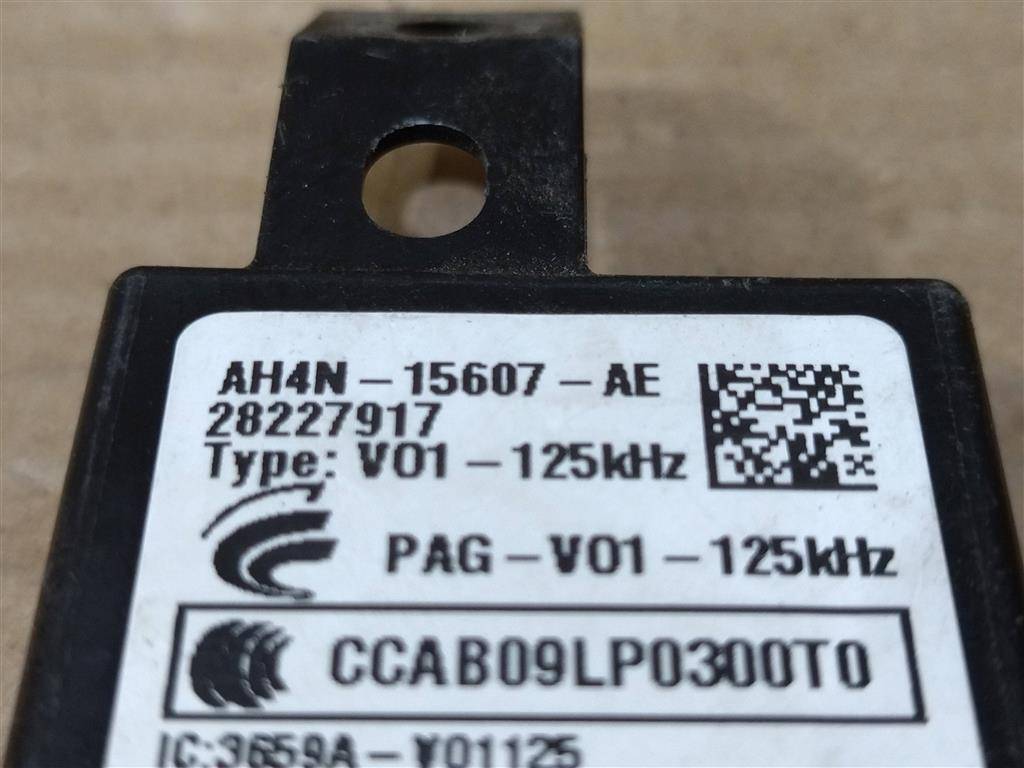 AH4N-15607-AE
28227917
Type: V01-125kHz
PAG-V01-125kHz
CCAB09LP0300T0
IC:3659A-V01125